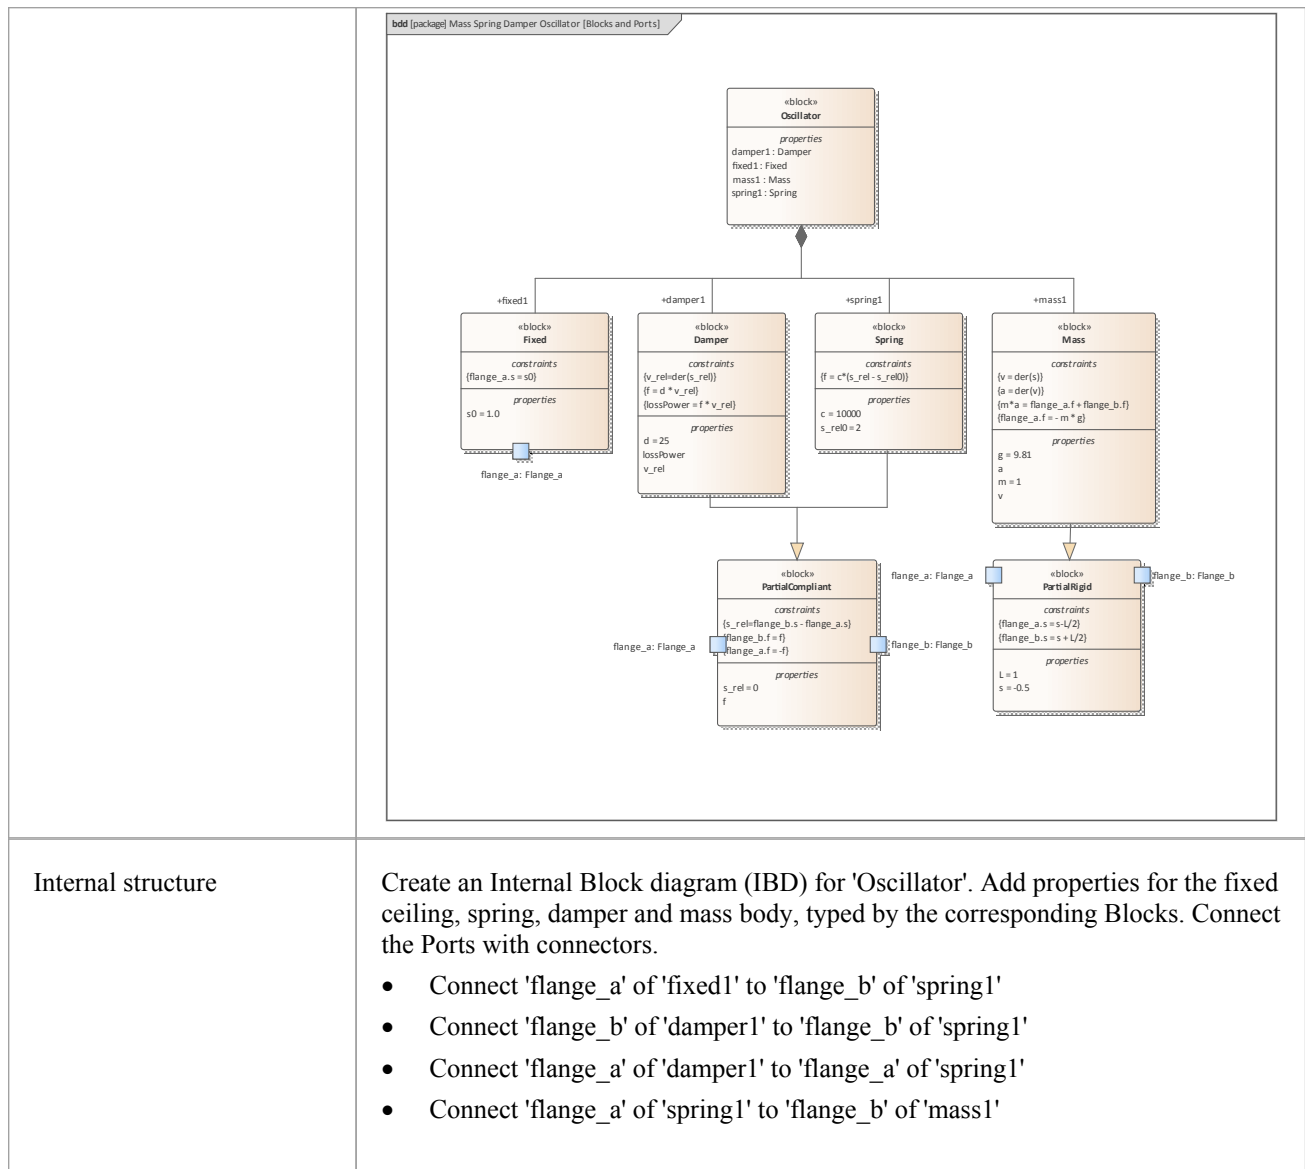 bdd [package] Mass Spring Damper Oscillator [Blocks and Ports]
«block»
Oscillator
properties
damper1 : Damper
fixed1 : Fixed
mass1 : Mass
spring1 : Spring
+fixed1
+damper1
+spring1
+mass1
«block»
Fixed
constraints
{flange_a.s = s0}
properties
s0 = 1.0
flange_a: Flange_a
«block»
Damper
constraints
{v_rel=der(s_rel)}
{f = d * v_rel}
{lossPower = f * v_rel}
properties
d = 25
lossPower
v_rel
«block»
Spring
constraints
{f = c*(s_rel - s_rel0)}
properties
c = 10000
s_rel0 = 2
«block»
Mass
constraints
{v = der(s)}
{a = der(v)}
{m*a = flange_a.f + flange_b.f}
{flange_a.f = - m * g}
properties
g = 9.81
a
m = 1
v
«block»
PartialCompliant
constraints
{s_rel=flange_b.s - flange_a.s}
{flange_b.f = f}
{flange_a.f = -f}
properties
s_rel = 0
f
flange_a: Flange_a
flange_b: Flange_b
«block»
PartialRigid
constraints
{flange_a.s = s-L/2}
{flange_b.s = s + L/2}
properties
L = 1
s = -0.5
flange_a: Flange_a
flange_b: Flange_b
Internal structure
Create an Internal Block diagram (IBD) for 'Oscillator'. Add properties for the fixed
ceiling, spring, damper and mass body, typed by the corresponding Blocks. Connect
the Ports with connectors.
• Connect 'flange_a' of 'fixed1' to 'flange_b' of 'spring1'
• Connect 'flange_b' of 'damper1' to 'flange_b' of 'spring1'
• Connect 'flange_a' of 'damper1' to 'flange_a' of 'spring1'
• Connect 'flange_a' of 'spring1' to 'flange_b' of 'mass1'